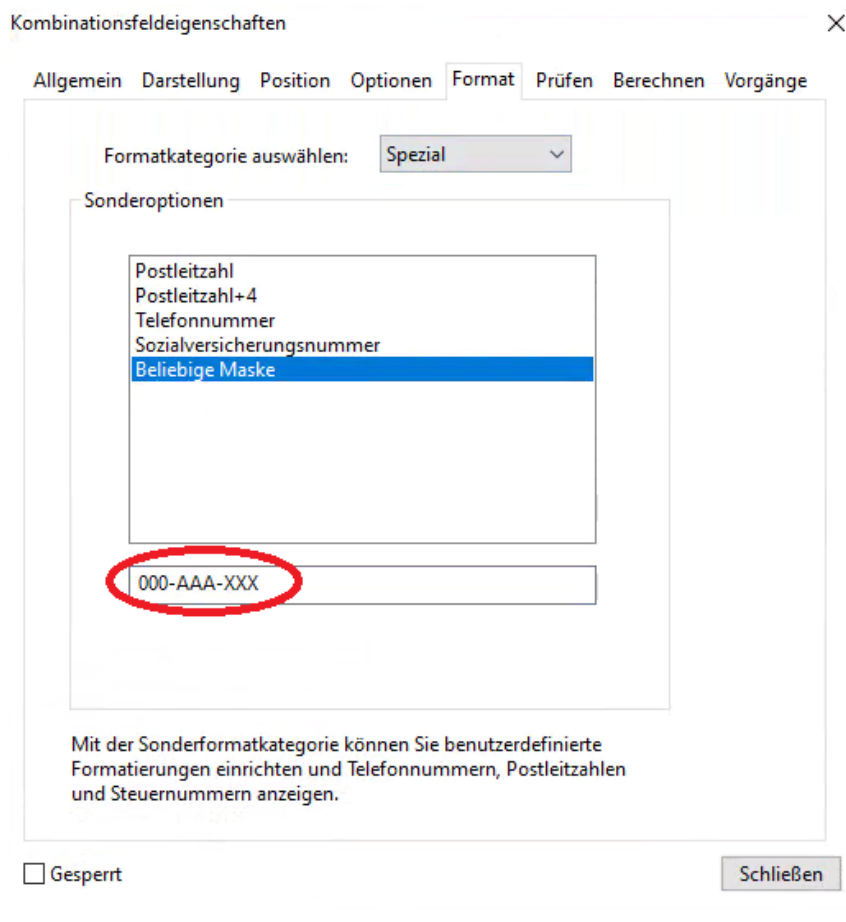 Kombinationsfeldeigenschaften
Allgemein Darstellung Position Optionen Format Prüfen Berechnen Vorgänge
Formatkategorie auswählen: Spezial
Sonderoptionen
Postleitzahl
Postleitzahl+4
Telefonnummer
Sozialversicherungsnummer
Beliebige Maske
000-AAA-XXX
Mit der Sonderformatkategorie können Sie benutzerdefinierte
Formatierungen einrichten und Telefonnummern, Postleitzahlen
und Steuernummern anzeigen.
Gesperrt Schließen